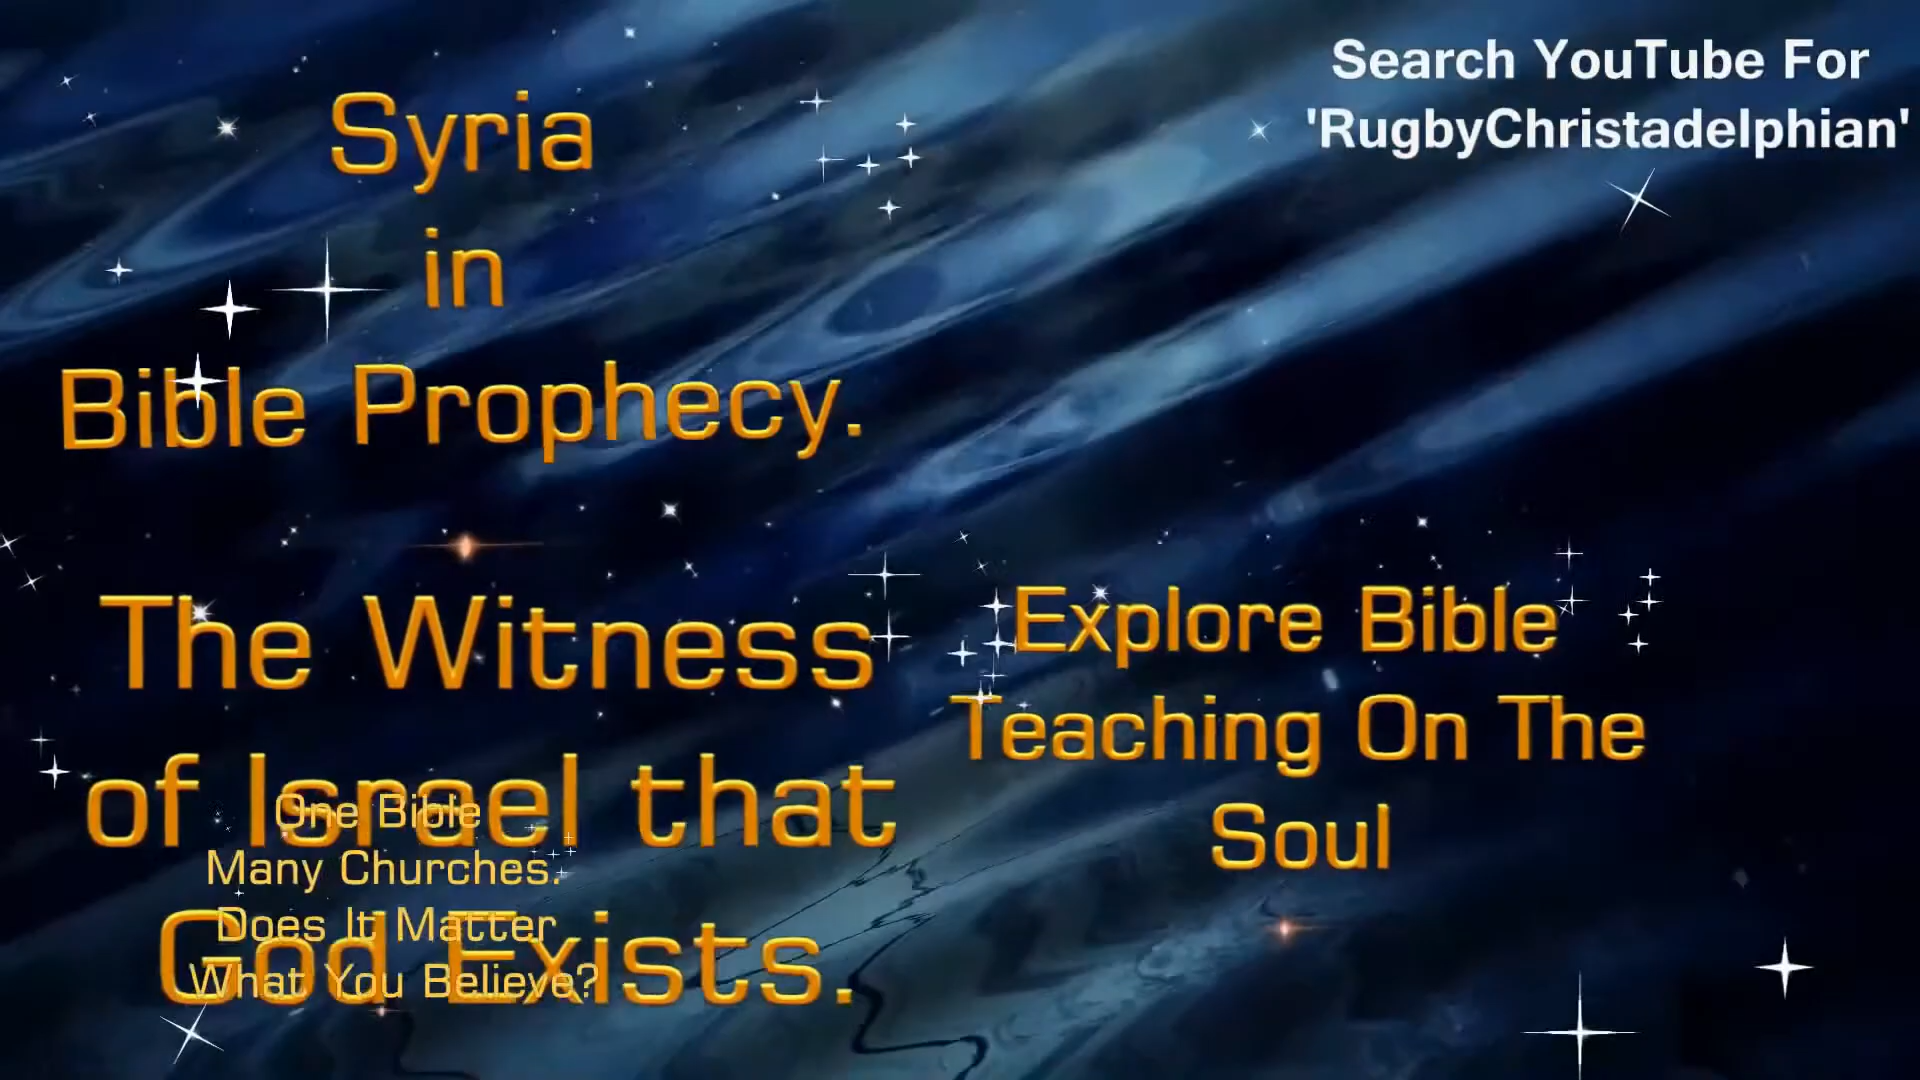 Search YouTube For
'RugbyChristadelphian'
Syria
in
Bible Prophecy.
The Witness
of Israel that
God Exists.
One Bible
Many Churches.
Does It Matter
What You Believe?
Explore Bible
Teaching On The
Soul